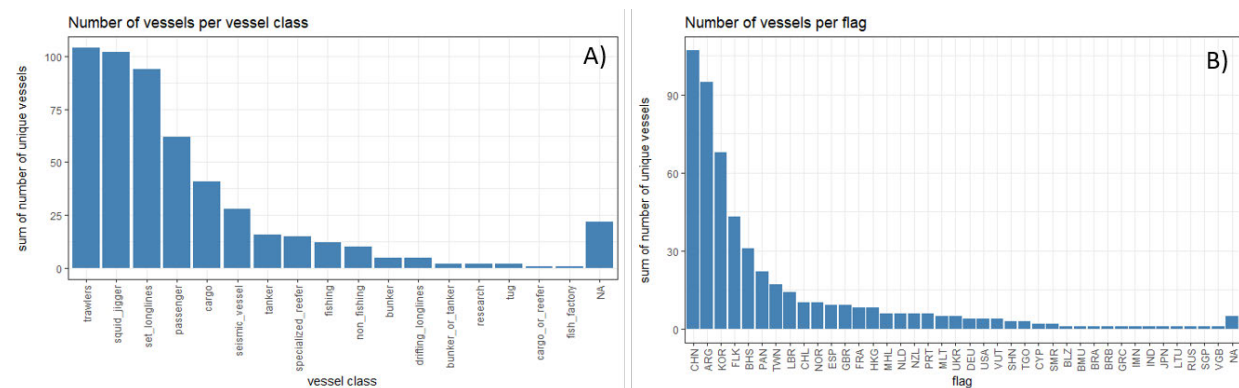 Number of vessels per vessel class
A)
sum of number of unique vessels
100
75
50
25
0
trawlers
squid_jigger
set_longlines
passenger
cargo
seismic_vessel
tanker
specialized_reefer
fishing
non_fishing
bunker
drifting_longlines
bunker_or_tanker
research
tug
cargo_or_reefer
fish_factory
NA
vessel class
Number of vessels per flag
B)
sum of number of unique vessels
90
60
30
0
CHN
ARG
KOR
FLK
BHS
PAN
TWN
LBR
CHL
NOR
ESP
GBR
FRA
HKG
MHL
NLD
NZL
PRT
MLT
UKR
DEU
USA
VUT
SHN
TGO
CYP
SMR
BLZ
BMU
BRA
BRB
GRC
IMN
IND
JPN
LTU
RUS
SGP
VGB
NA
flag